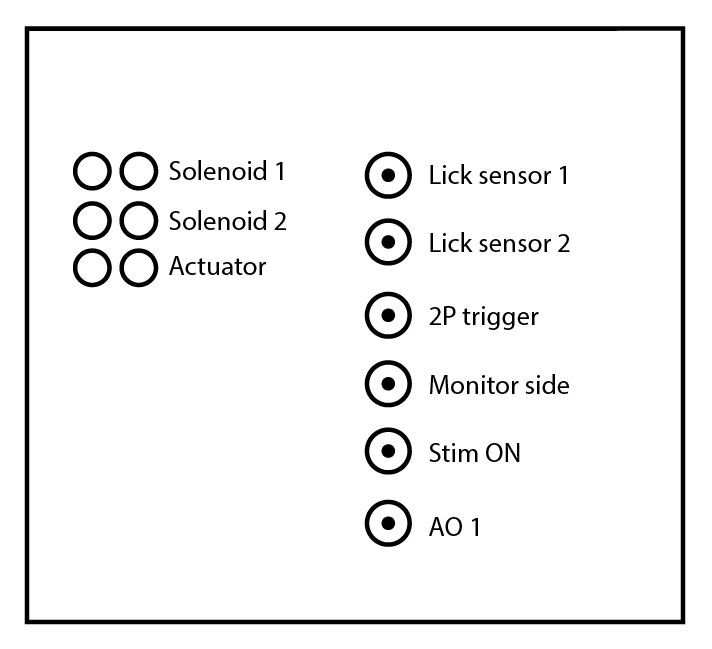 Solenoid 1
Solenoid 2
Actuator
Lick sensor 1
Lick sensor 2
2P trigger
Monitor side
Stim ON
AO 1